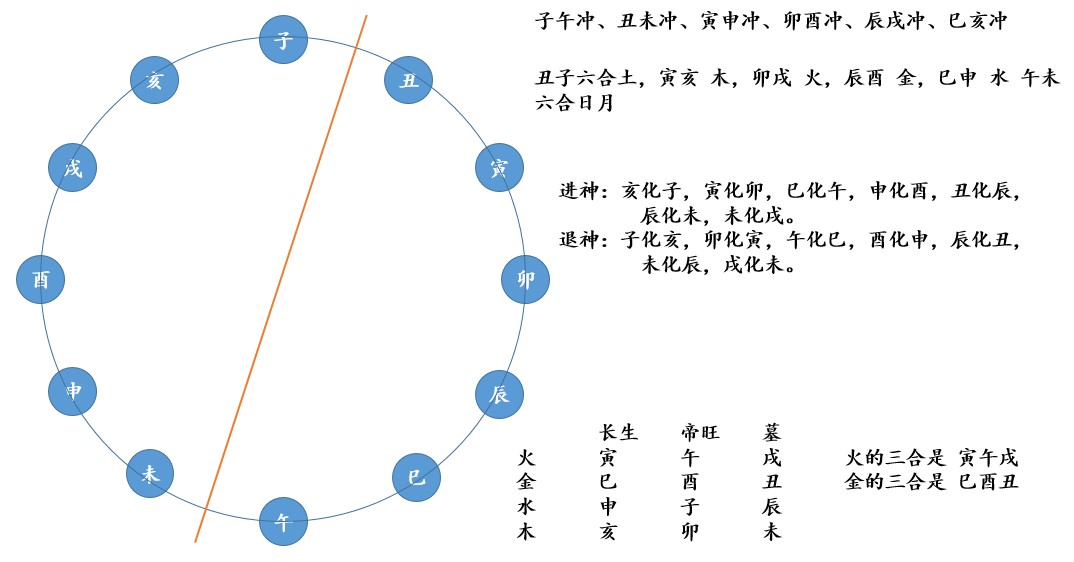 子午冲、丑未冲、寅申冲、卯酉冲、辰戌冲、巳亥冲
丑子六合土，寅亥 木，卯戌 火，辰酉 金，巳申 水 午未
六合日月
进神：亥化子，寅化卯，巳化午，申化酉，丑化辰，
辰化未，未化戌。
退神：子化亥，卯化寅，午化巳，酉化申，辰化丑，
未化辰，戌化未。
子
丑
寅
卯
辰
巳
午
未
申
酉
戌
亥
长生 帝旺 墓
火 寅 午 戌 火的三合是 寅午戌
金 巳 酉 丑 金的三合是 巳酉丑
水 申 子 辰
木 亥 卯 未